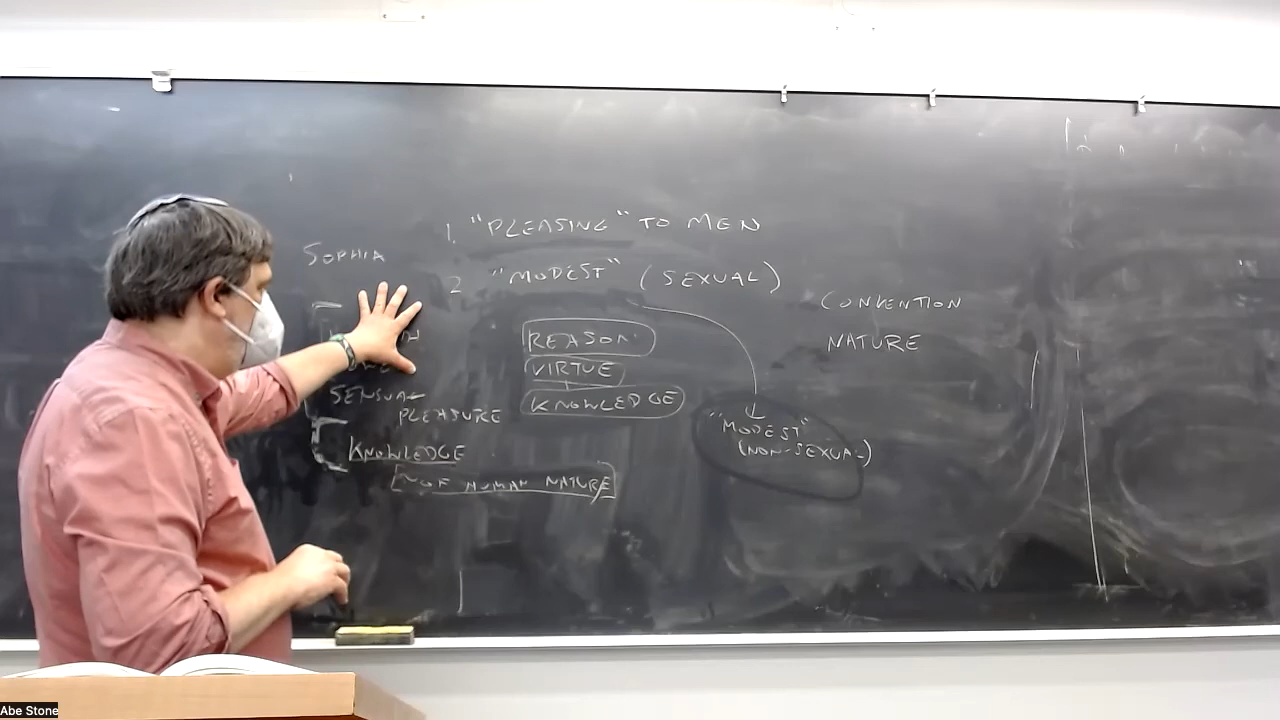 SOPHIA
1. "PLEASING" TO MEN
2 "MODEST" (SEXUAL)
REASON
VIRTUE
KNOWLEDGE
SENSUAL
PLEASURE
KNOWLEDGE
OF HUMAN NATURE
"MODEST"
(NON-SEXUAL)
CONVENTION
NATURE
Abe Stone